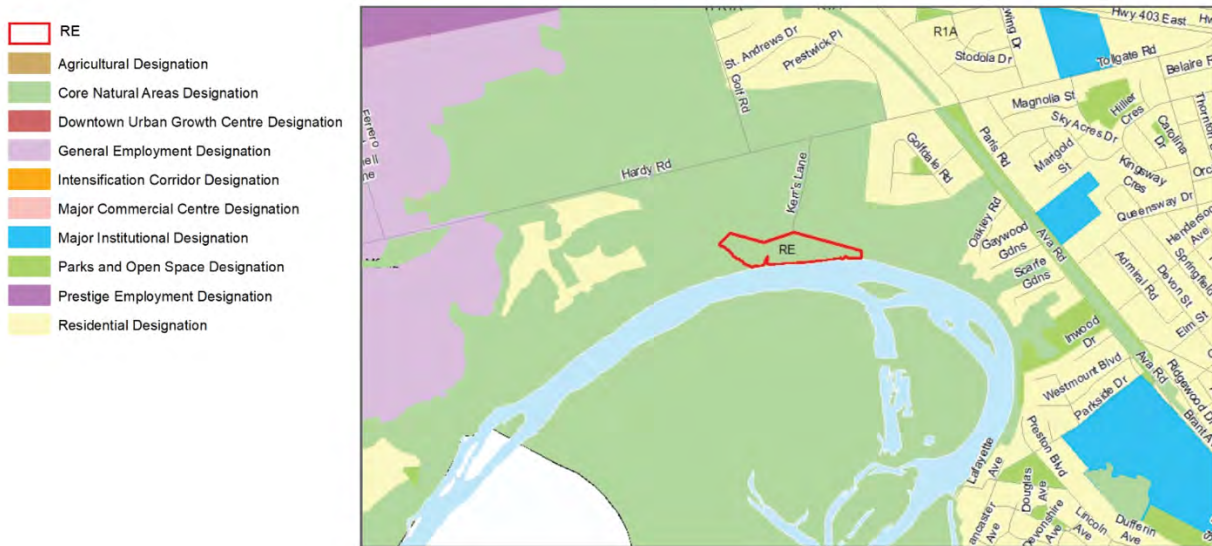 RE
Agricultural Designation
Core Natural Areas Designation
Downtown Urban Growth Centre Designation
General Employment Designation
Intensification Corridor Designation
Major Commercial Centre Designation
Major Institutional Designation
Parks and Open Space Designation
Prestige Employment Designation
Residential Designation
Hwy 403 East
R1A
St. Andrews Dr
Prestwick Pl
Stodola Dr
Tollgate Rd
Belaire
Golf Rd
Magnolia St
Hillier
Cres
Sky Acres Dr
Catolina
Dr
Thornton
Ferrero
Hardy Rd
Golfdale Rd
Paris Rd
Marigold
St
Kingsway
Cres
Queensway Dr
Kerr's Lane
Oakley Rd
Gaywood
Gdns
Ava Rd
Henderson
Ave
Springfield
RE
Scarfe
Gdns
Admiral Rd
Devon St
Elm St
Inwood
Dr
Ava Rd
Westmount Blvd
Parkside Dr
Ridgewood Dr
Brant
Lafayette
Ave
Preston Blvd
Douglas
Ave
Devonshire
Ave
Lincoln
Ave
Dufferin
Ave
Ave